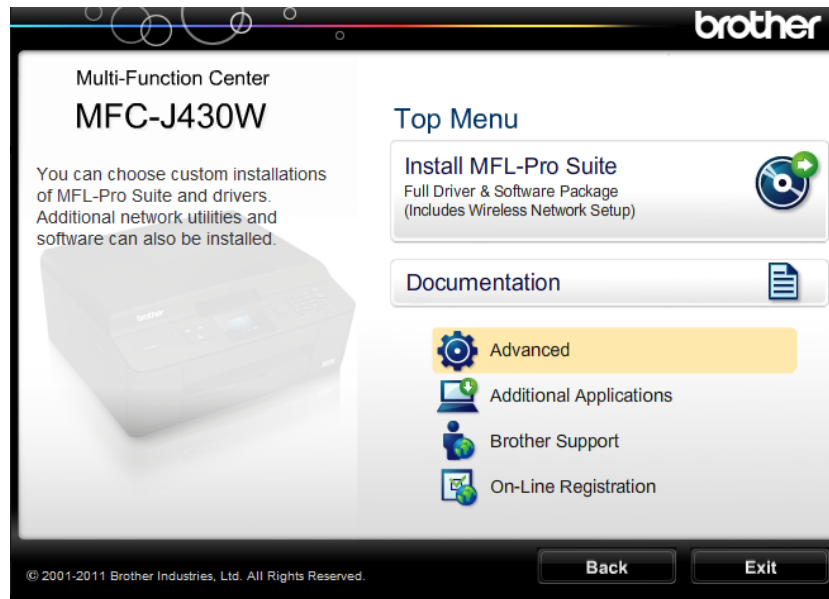 brother
Multi-Function Center
MFC-J430W
You can choose custom installations
of MFL-Pro Suite and drivers.
Additional network utilities and
software can also be installed.
brother
Top Menu
Install MFL-Pro Suite
Full Driver & Software Package
(Includes Wireless Network Setup)
Documentation
Advanced
Additional Applications
Brother Support
On-Line Registration
© 2001-2011 Brother Industries, Ltd. All Rights Reserved.
Back
Exit